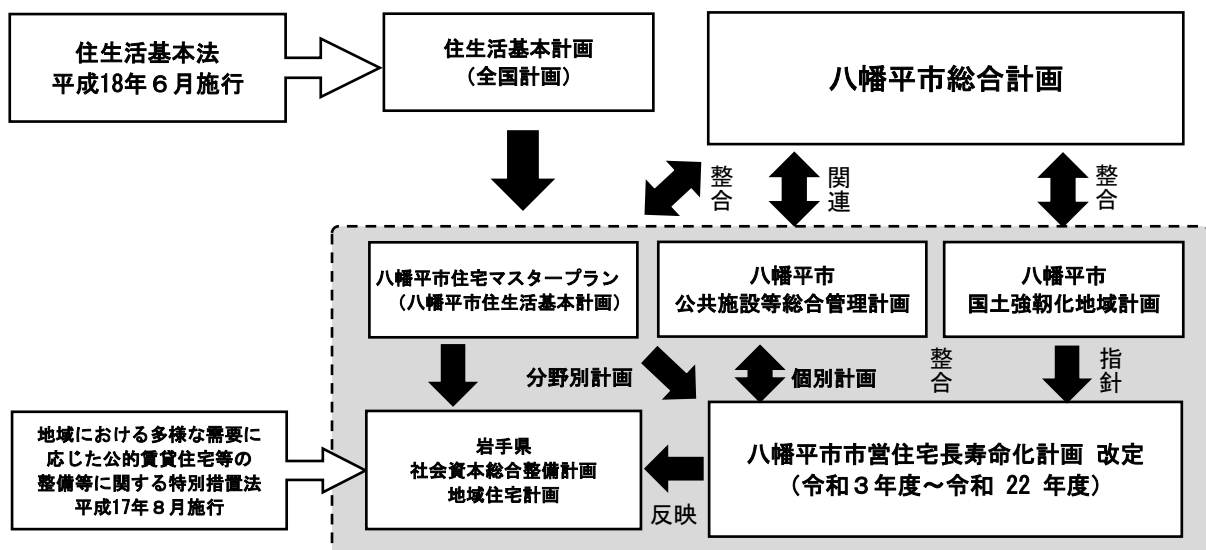 住生活基本法
平成18年６月施行
住生活基本計画
（全国計画）
八幡平市総合計画
整合
関連
整合
八幡平市住宅マスタープラン
（八幡平市住生活基本計画）
八幡平市
公共施設等総合管理計画
八幡平市
国土強靭化地域計画
分野別計画
個別計画
整合
指針
地域における多様な需要に
応じた公的賃貸住宅等の
整備等に関する特別措置法
平成17年８月施行
岩手県
社会資本総合整備計画
地域住宅計画
反映
八幡平市市営住宅長寿命化計画 改定
（令和３年度～令和 22 年度）